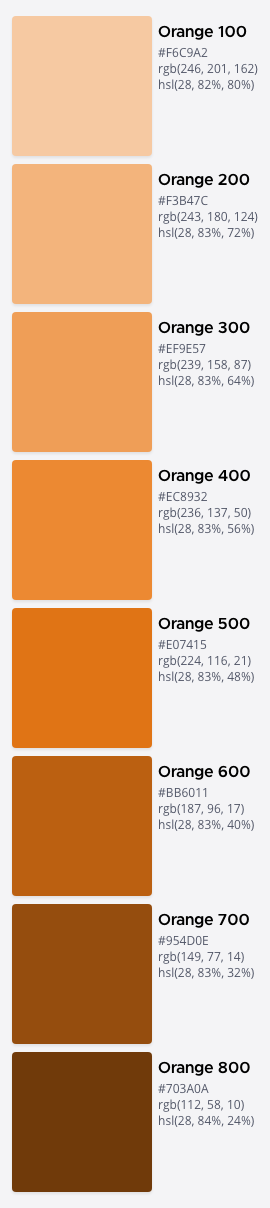 Orange 100
#F6C9A2
rgb(246, 201, 162)
hsl(28, 82%, 80%)
Orange 200
#F3B47C
rgb(243, 180, 124)
hsl(28, 83%, 72%)
Orange 300
#EF9E57
rgb(239, 158, 87)
hsl(28, 83%, 64%)
Orange 400
#EC8932
rgb(236, 137, 50)
hsl(28, 83%, 56%)
Orange 500
#E07415
rgb(224, 116, 21)
hsl(28, 83%, 48%)
Orange 600
#BB6011
rgb(187, 96, 17)
hsl(28, 83%, 40%)
Orange 700
#954D0E
rgb(149, 77, 14)
hsl(28, 83%, 32%)
Orange 800
#703A0A
rgb(112, 58, 10)
hsl(28, 84%, 24%)